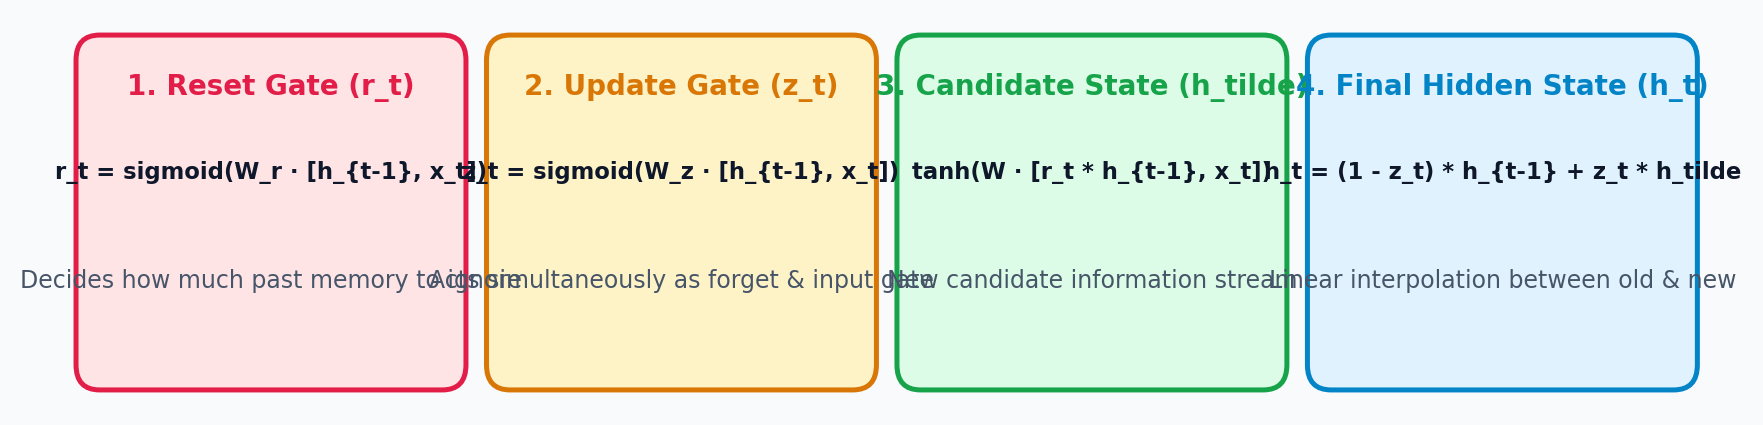 1. Reset Gate (r_t)
r_t = sigmoid(W_r · [h_{t-1}, x_t])
Decides how much past memory to ignore
2. Update Gate (z_t)
z_t = sigmoid(W_z · [h_{t-1}, x_t])
Acts simultaneously as forget & input gate
3. Candidate State (h_tilde)
tanh(W · [r_t * h_{t-1}, x_t])
New candidate information stream
4. Final Hidden State (h_t)
h_t = (1 - z_t) * h_{t-1} + z_t * h_tilde
Linear interpolation between old & new